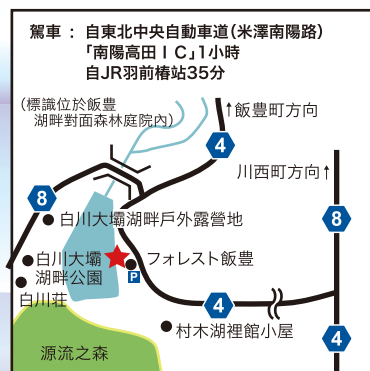 駕車 : 自東北中央自動車道(米澤南陽路)
「南陽高田IC」1小時
自JR羽前椿站35分
(標識位於飯豊
湖畔對面森林庭院內)
↑飯豊町方向
4
川西町方向↑
8
8
白川大壩湖畔戶外露營地
白川大壩
湖畔公園
フォレスト飯豊
P
白川荘
4
村木湖裡館小屋
4
源流之森